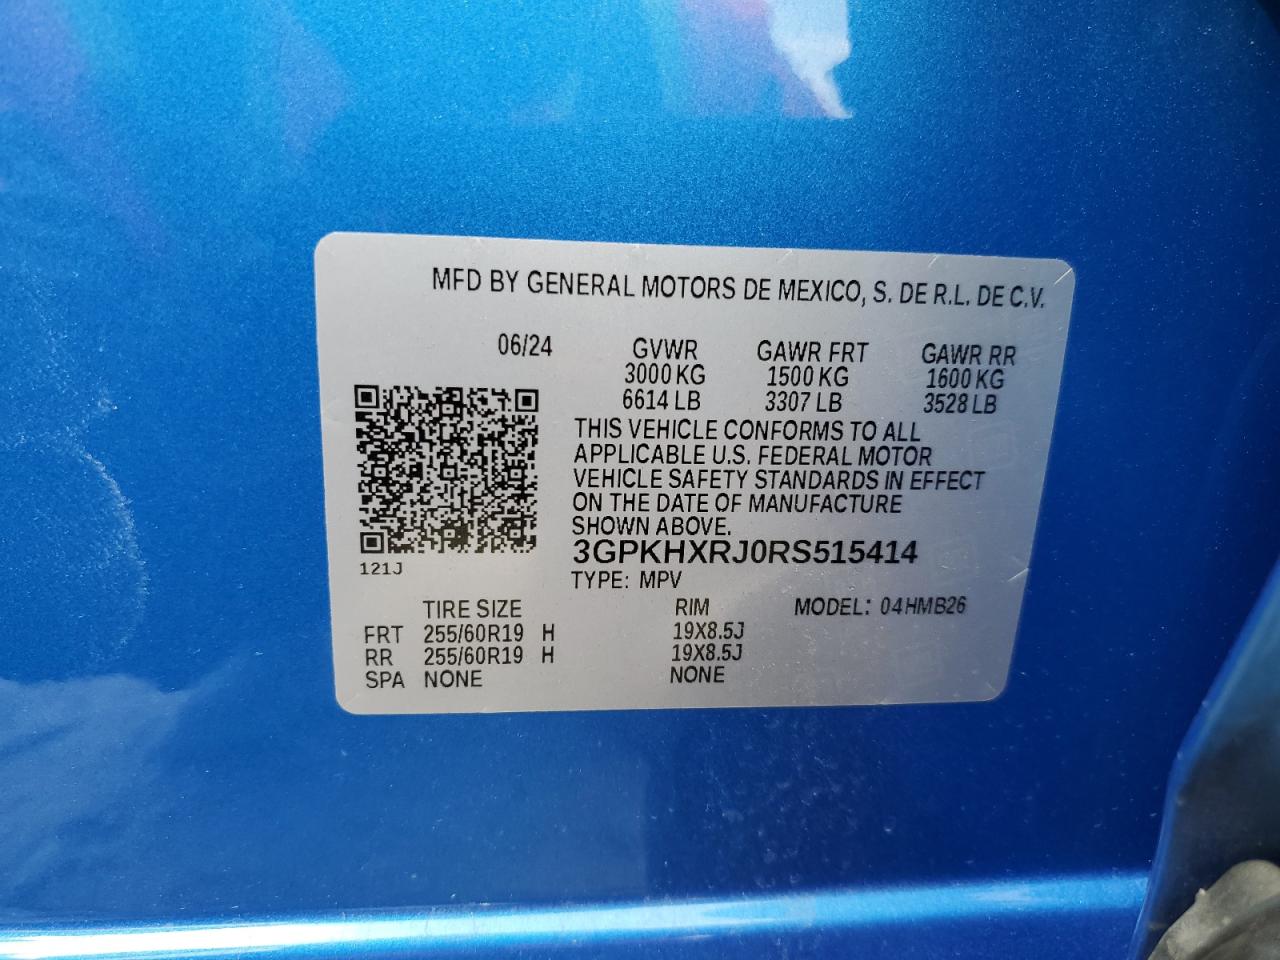 MFD BY GENERAL MOTORS DE MEXICO, S. DE R.L. DE C.V.
06/24 GVWR GAWR FRT GAWR RR
3000 KG 1500 KG 1600 KG
6614 LB 3307 LB 3528 LB
THIS VEHICLE CONFORMS TO ALL
APPLICABLE U.S. FEDERAL MOTOR
VEHICLE SAFETY STANDARDS IN EFFECT
ON THE DATE OF MANUFACTURE
SHOWN ABOVE.
3GPKHXRJ0RS515414
121J
TYPE: MPV
TIRE SIZE RIM MODEL: 04HMB26
FRT 255/60R19 H 19X8.5J
RR 255/60R19 H 19X8.5J
SPA NONE NONE